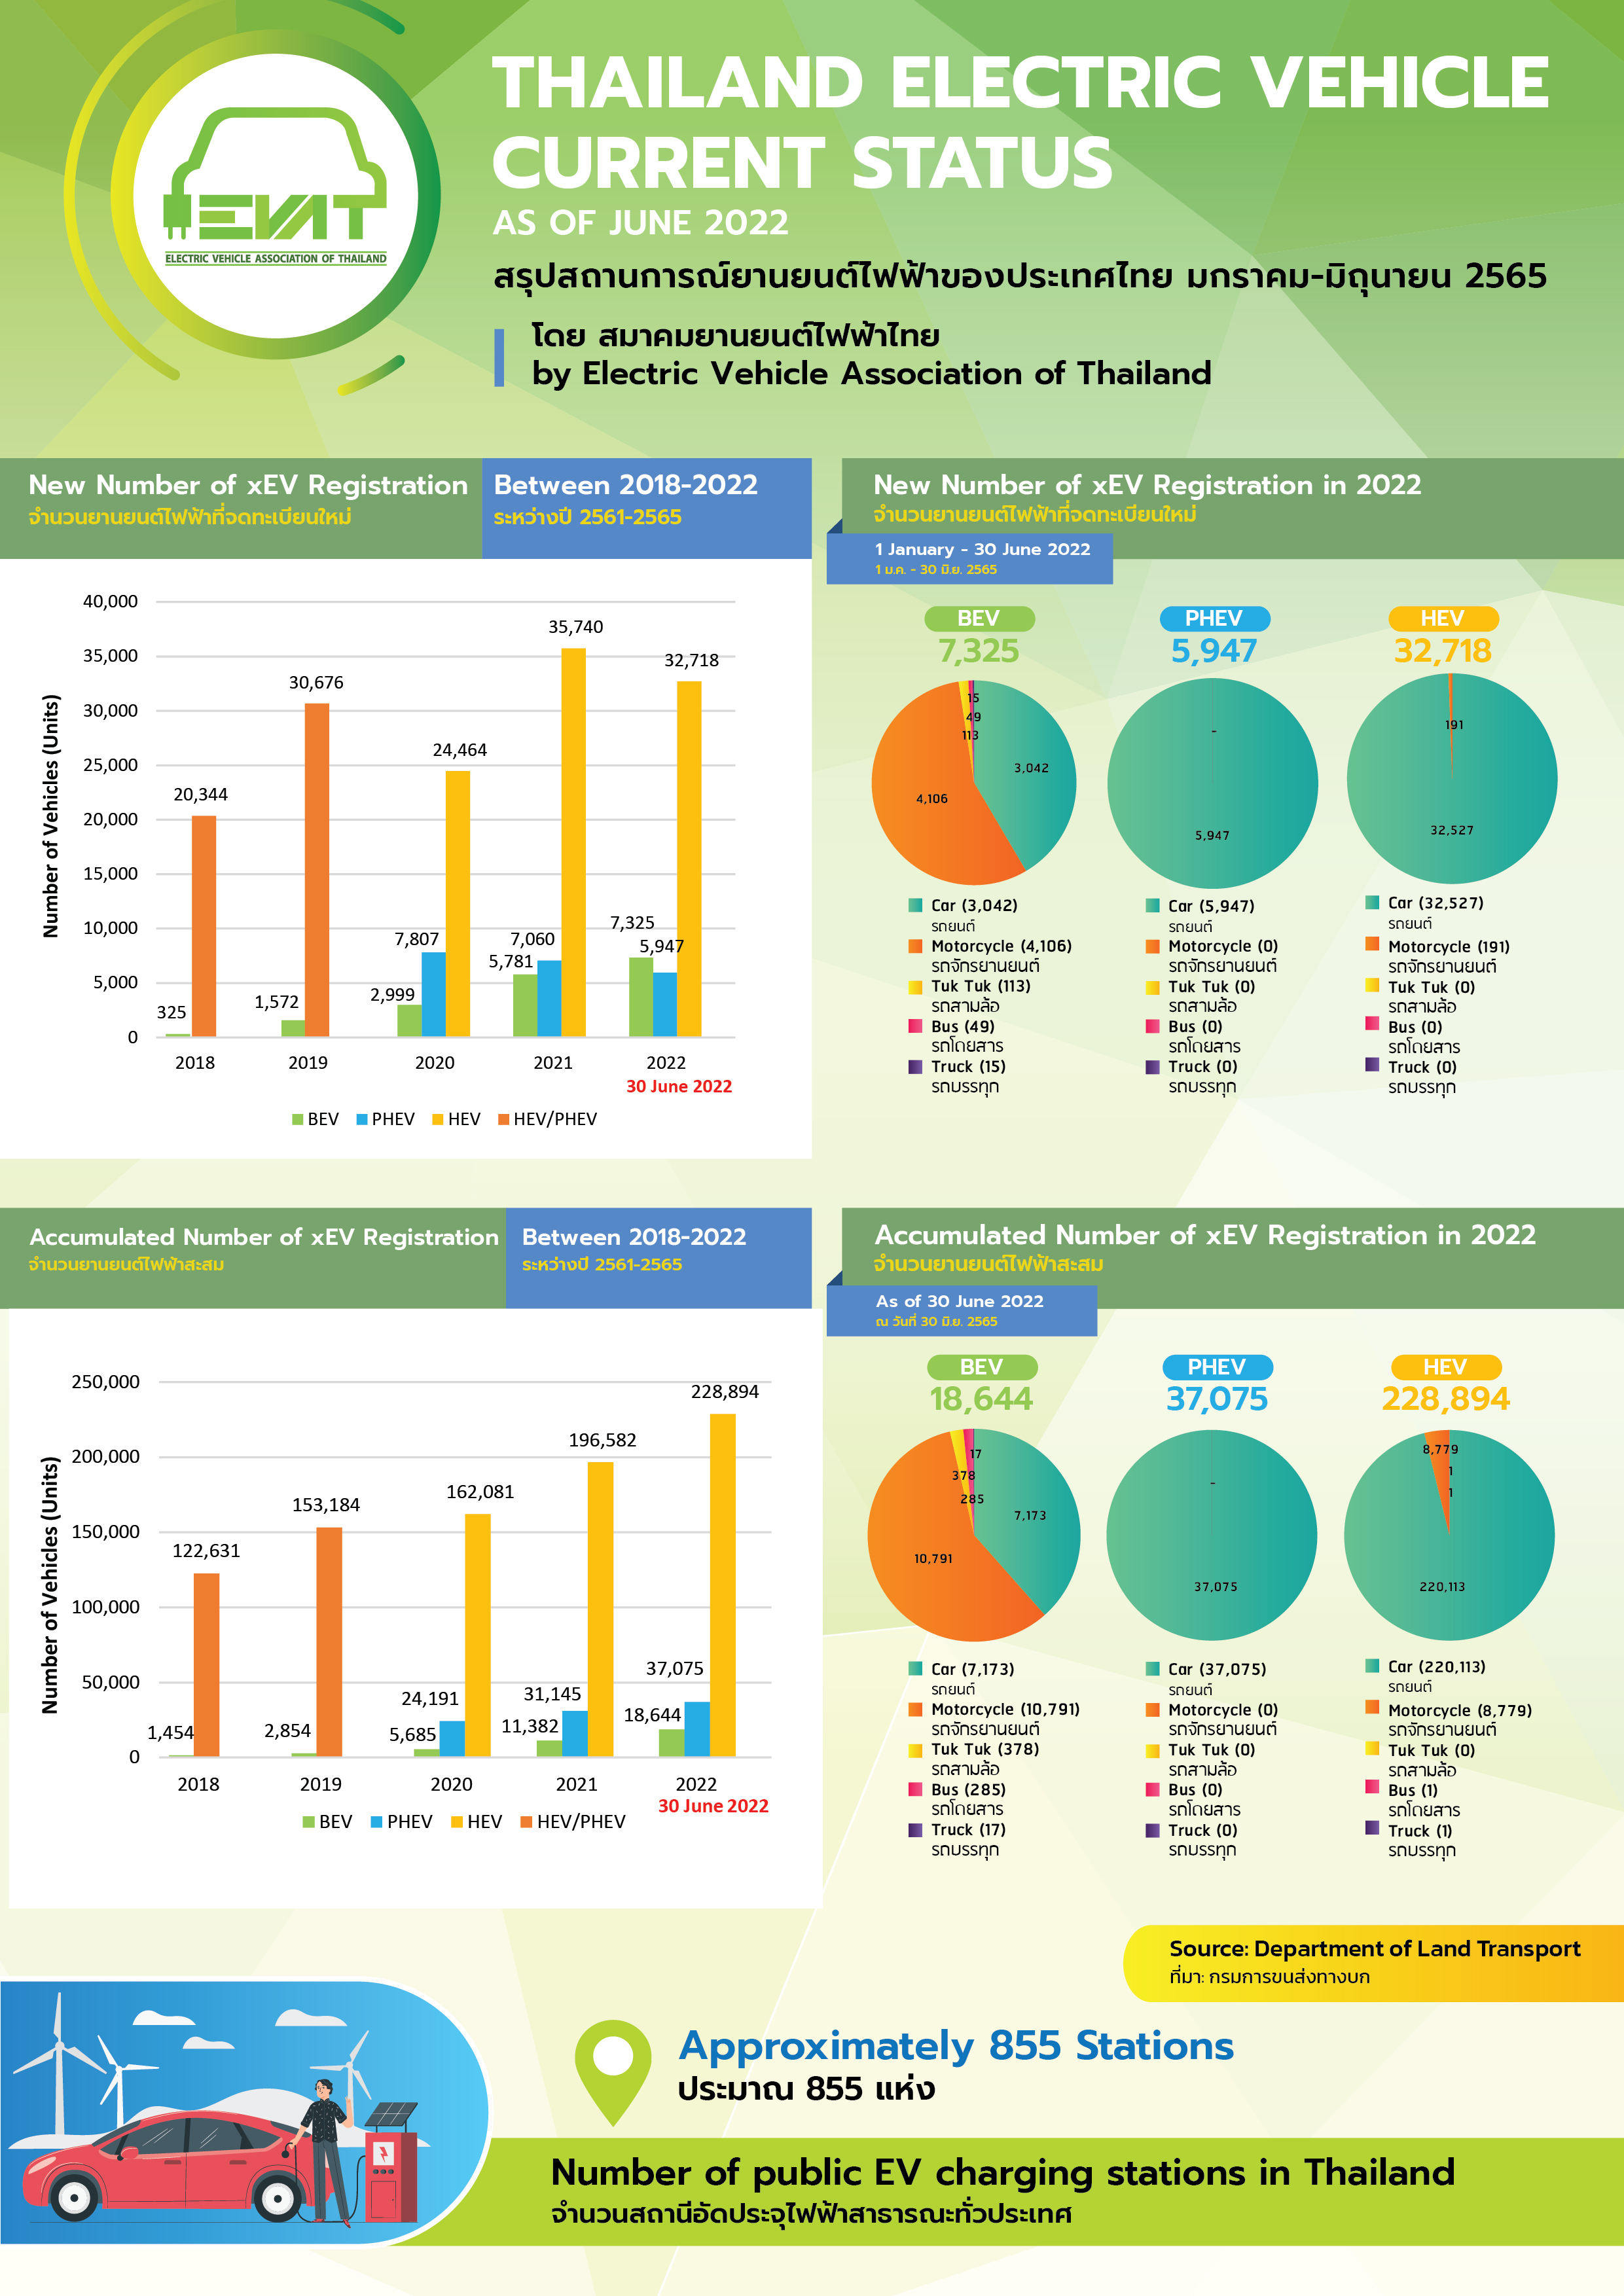 THAILAND ELECTRIC VEHICLE
CURRENT STATUS
AS OF JUNE 2022
สรุปสถานการณ์ยานยนต์ไฟฟ้าของประเทศไทย มกราคม-มิถุนายน 2565
โดย สมาคมยานยนต์ไฟฟ้าไทย
by Electric Vehicle Association of Thailand
EVAT
ELECTRIC VEHICLE ASSOCIATION OF THAILAND
New Number of xEV Registration
จำนวนยานยนต์ไฟฟ้าที่จดทะเบียนใหม่
Between 2018-2022
ระหว่างปี 2561-2565
Number of Vehicles (Units)
40,000
35,000
30,000
25,000
20,000
15,000
10,000
5,000
0
325
20,344
1,572
30,676
2,999
7,807
24,464
5,781
7,060
35,740
7,325
5,947
32,718
2018
2019
2020
2021
2022
30 June 2022
BEV
PHEV
HEV
HEV/PHEV
New Number of xEV Registration in 2022
จำนวนยานยนต์ไฟฟ้าที่จดทะเบียนใหม่
1 January - 30 June 2022
1 ม.ค. - 30 มิ.ย. 2565
BEV
7,325
15
49
113
3,042
4,106
Car (3,042)
รถยนต์
Motorcycle (4,106)
รถจักรยานยนต์
Tuk Tuk (113)
รถสามล้อ
Bus (49)
รถโดยสาร
Truck (15)
รถบรรทุก
PHEV
5,947
-
5,947
Car (5,947)
รถยนต์
Motorcycle (0)
รถจักรยานยนต์
Tuk Tuk (0)
รถสามล้อ
Bus (0)
รถโดยสาร
Truck (0)
รถบรรทุก
HEV
32,718
191
32,527
Car (32,527)
รถยนต์
Motorcycle (191)
รถจักรยานยนต์
Tuk Tuk (0)
รถสามล้อ
Bus (0)
รถโดยสาร
Truck (0)
รถบรรทุก
Accumulated Number of xEV Registration
จำนวนยานยนต์ไฟฟ้าสะสม
Between 2018-2022
ระหว่างปี 2561-2565
Number of Vehicles (Units)
250,000
200,000
150,000
100,000
50,000
0
1,454
122,631
2,854
153,184
5,685
24,191
162,081
11,382
31,145
196,582
18,644
37,075
228,894
2018
2019
2020
2021
2022
30 June 2022
BEV
PHEV
HEV
HEV/PHEV
Accumulated Number of xEV Registration in 2022
จำนวนยานยนต์ไฟฟ้าสะสม
As of 30 June 2022
ณ วันที่ 30 มิ.ย. 2565
BEV
18,644
17
378
285
7,173
10,791
Car (7,173)
รถยนต์
Motorcycle (10,791)
รถจักรยานยนต์
Tuk Tuk (378)
รถสามล้อ
Bus (285)
รถโดยสาร
Truck (17)
รถบรรทุก
PHEV
37,075
-
37,075
Car (37,075)
รถยนต์
Motorcycle (0)
รถจักรยานยนต์
Tuk Tuk (0)
รถสามล้อ
Bus (0)
รถโดยสาร
Truck (0)
รถบรรทุก
HEV
228,894
8,779
1
1
220,113
Car (220,113)
รถยนต์
Motorcycle (8,779)
รถจักรยานยนต์
Tuk Tuk (0)
รถสามล้อ
Bus (1)
รถโดยสาร
Truck (1)
รถบรรทุก
Source: Department of Land Transport
ที่มา: กรมการขนส่งทางบก
Approximately 855 Stations
ประมาณ 855 แห่ง
Number of public EV charging stations in Thailand
จำนวนสถานีอัดประจุไฟฟ้าสาธารณะทั่วประเทศ